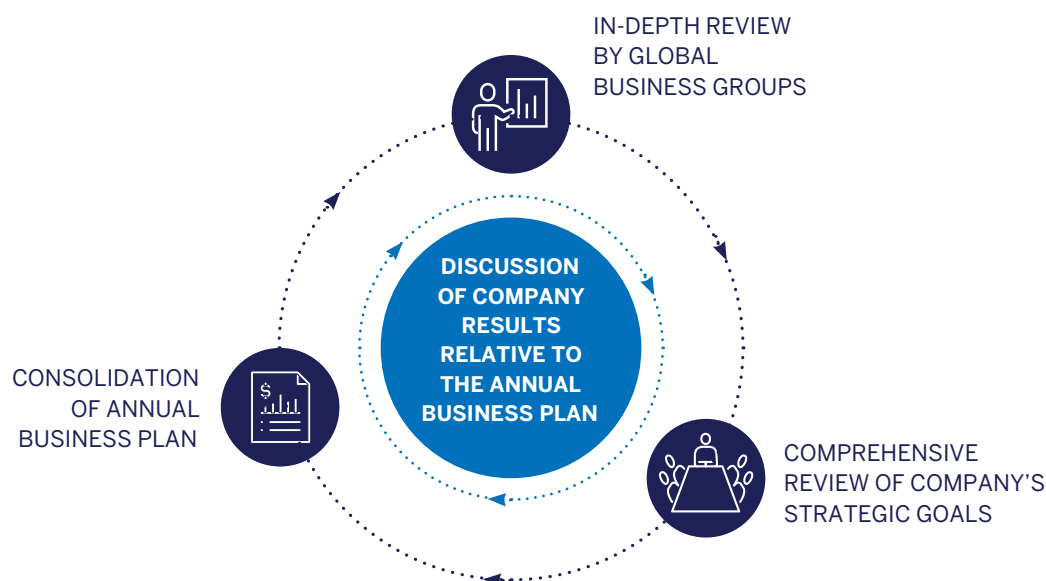 IN-DEPTH REVIEW
BY GLOBAL
BUSINESS GROUPS
DISCUSSION
OF COMPANY
RESULTS
RELATIVE TO
THE ANNUAL
BUSINESS PLAN
CONSOLIDATION
OF ANNUAL
BUSINESS PLAN
$
COMPREHENSIVE
REVIEW OF COMPANY’S
STRATEGIC GOALS